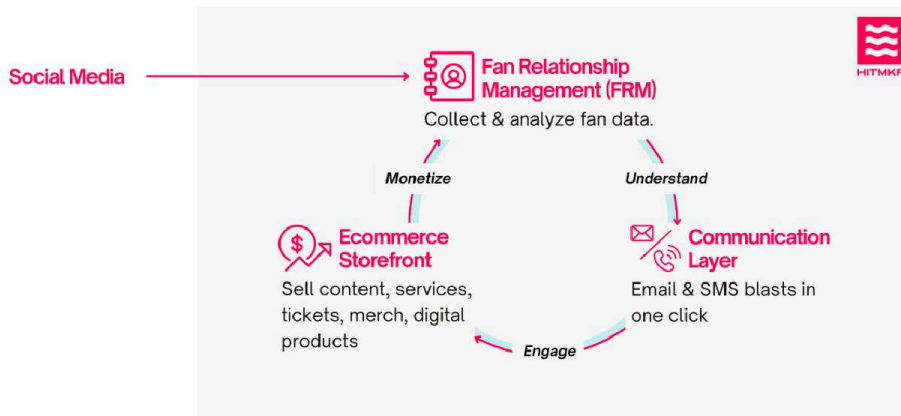 Social Media
Fan Relationship
Management (FRM)
Collect & analyze fan data.
HITMKR
Monetize
Understand
$
Ecommerce
Storefront
Sell content, services,
tickets, merch, digital
products
Communication
Layer
Email & SMS blasts in
one click
Engage